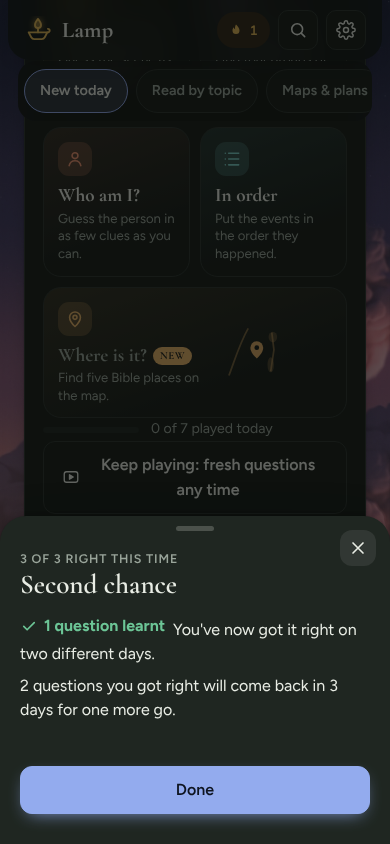 Lamp
1
New today
Read by topic
Maps & plans
Who am I?
Guess the person in
as few clues as you
can.
In order
Put the events in
the order they
happened.
Where is it? NEW
Find five Bible places on
the map.
0 of 7 played today
Keep playing: fresh questions
any time
3 OF 3 RIGHT THIS TIME
Second chance
1 question learnt You've now got it right on
two different days.
2 questions you got right will come back in 3
days for one more go.
Done